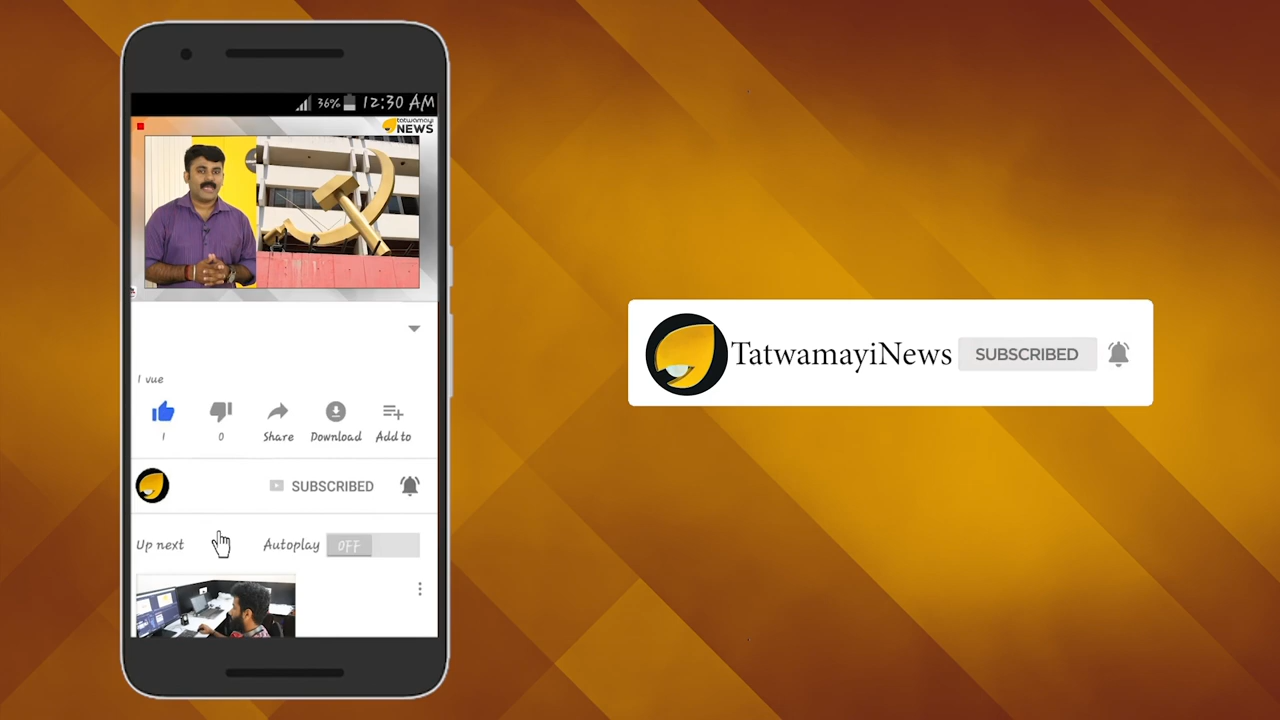 36% 12:30 AM
tatwamayi
NEWS
1 vue
1 0 Share Download Add to
SUBSCRIBED
Up next Autoplay OFF
TatwamayiNews SUBSCRIBED